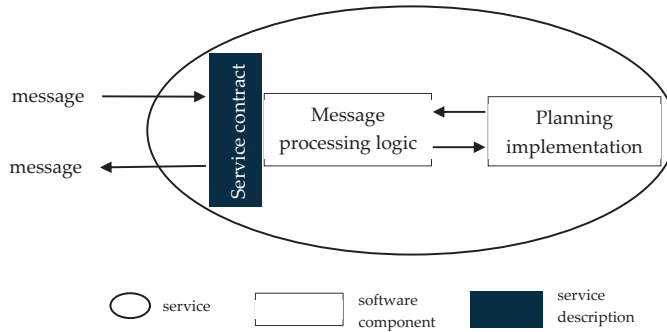 message
message
Service contract
Message
processing logic
Planning
implementation
service
software
component
service
description